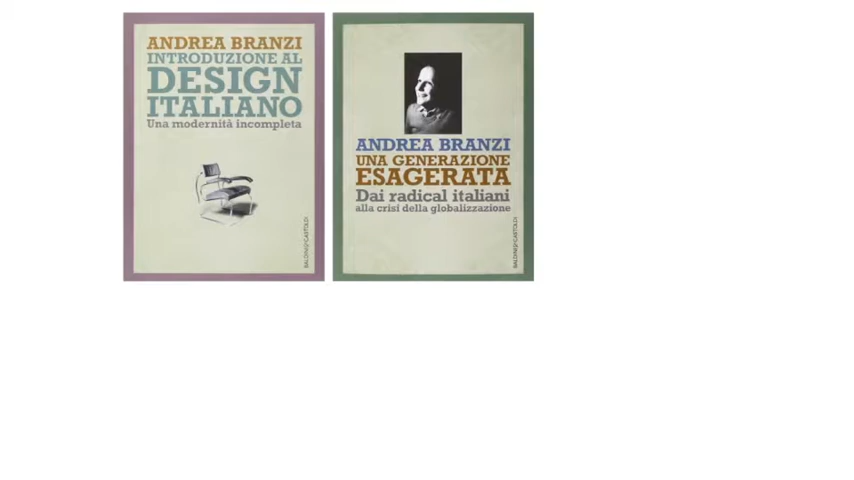 ANDREA BRANZI
INTRODUZIONE AL
DESIGN
ITALIANO
Una modernità incompleta
BALDINI&CASTOLDI
ANDREA BRANZI
UNA GENERAZIONE
ESAGERATA
Dai radical italiani
alla crisi della globalizzazione
BALDINI&CASTOLDI